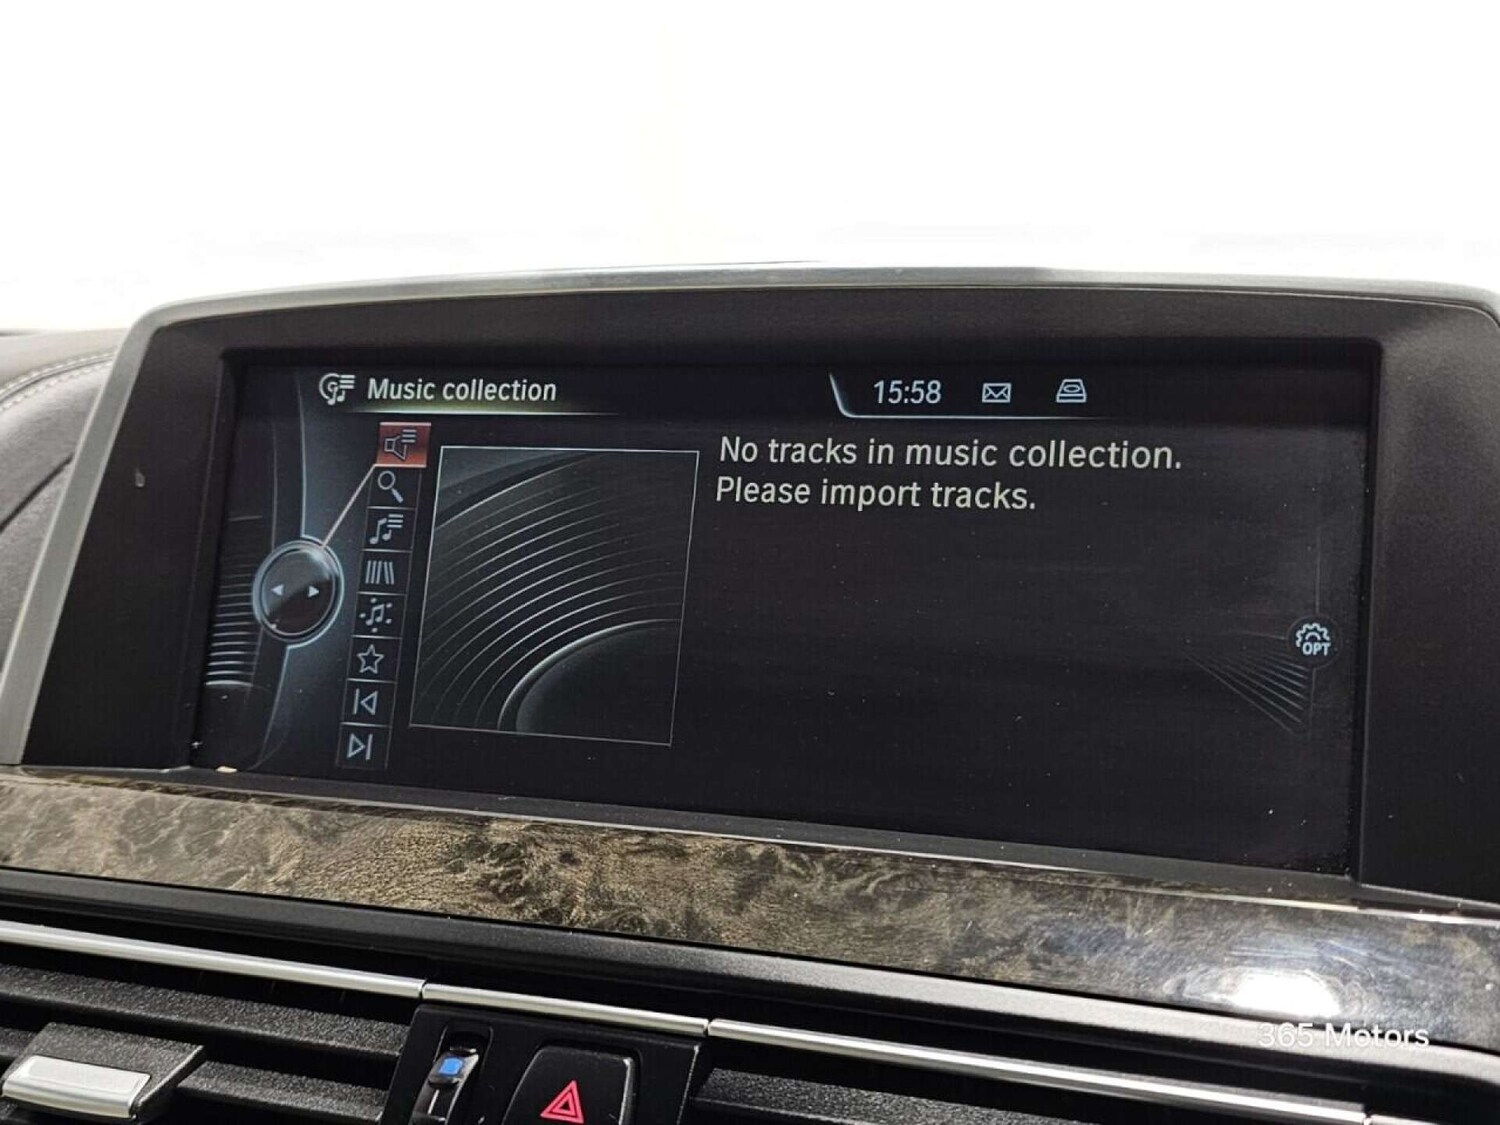 Music collection
15:58
No tracks in music collection.
Please import tracks.
OPT
365 Motors